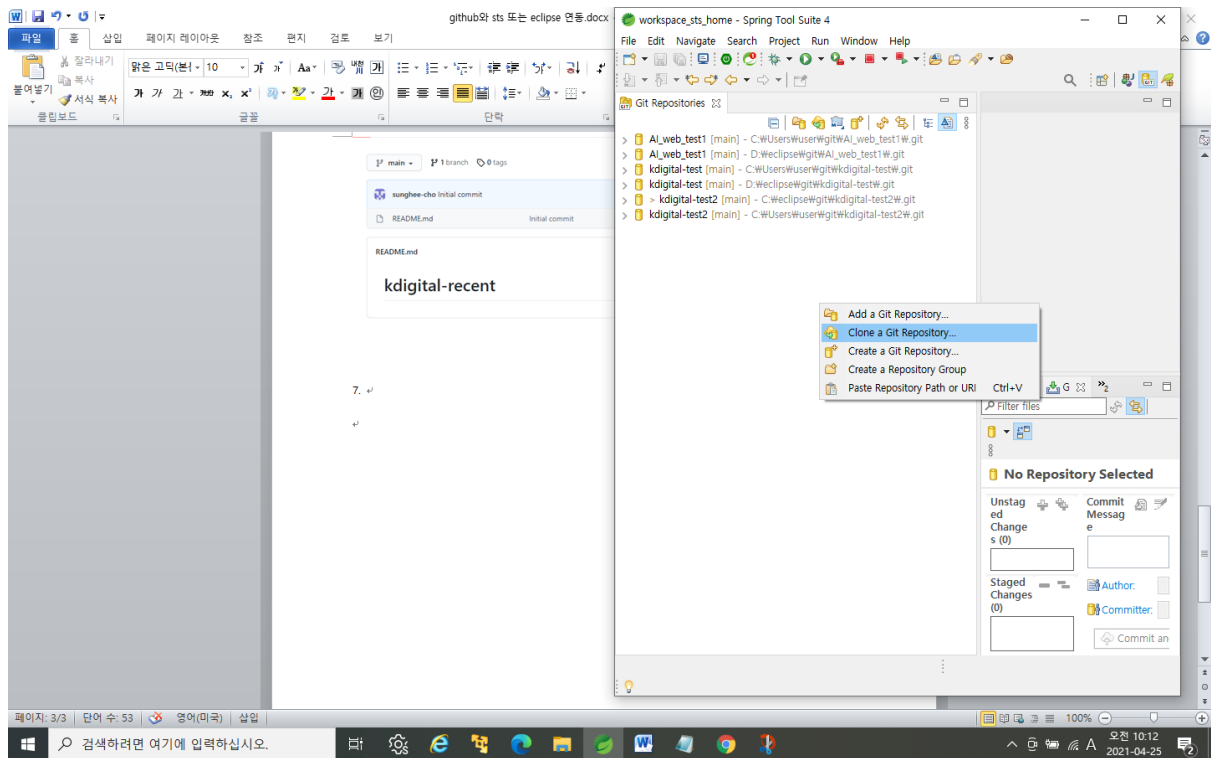 github와 sts 또는 eclipse 연동.docx
파일 홈 삽입 페이지 레이아웃 참조 편지 검토 보기
붙여넣기
잘라내기
복사
서식 복사
맑은 고딕(본) 10
클립보드 글꼴 단락
main 1 branch 0 tags
sunghee-cho Initial commit
README.md Initial commit
README.md
kdigital-recent
7.
workspace_sts_home - Spring Tool Suite 4
File Edit Navigate Search Project Run Window Help
Git Repositories
AI_web_test1 [main] - C:₩Users₩user₩git₩AI_web_test1₩.git
AI_web_test1 [main] - D:₩eclipse₩git₩AI_web_test1₩.git
kdigital-test [main] - C:₩Users₩user₩git₩kdigital-test₩.git
kdigital-test [main] - D:₩eclipse₩git₩kdigital-test₩.git
> kdigital-test2 [main] - C:₩eclipse₩git₩kdigital-test2₩.git
kdigital-test2 [main] - C:₩Users₩user₩git₩kdigital-test2₩.git
Add a Git Repository...
Clone a Git Repository...
Create a Git Repository...
Create a Repository Group
Paste Repository Path or URI Ctrl+V
G
2
Filter files
No Repository Selected
Unstag
ed
Change
s (0)
Commit
Messag
e
Staged
Changes
(0)
Author:
Committer:
Commit an
페이지: 3/3 단어 수: 53 영어(미국) 삽입 100%
검색하려면 여기에 입력하십시오.
A
오전 10:12
2021-04-25
2